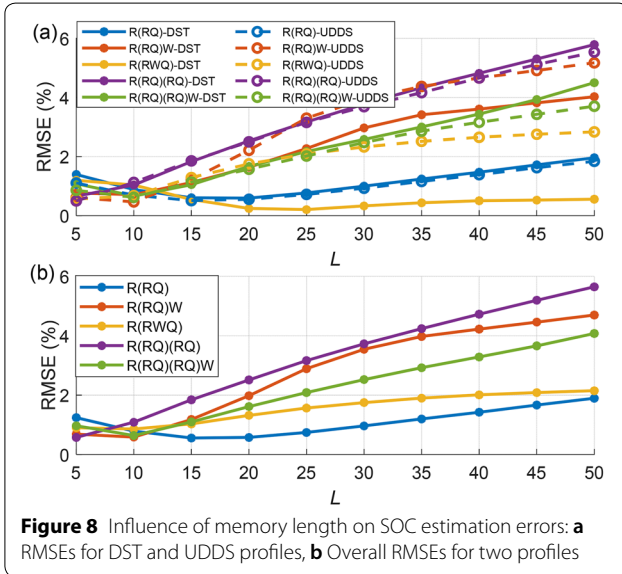 (a)
R(RQ)-DST R(RQ)-UDDS
R(RQ)W-DST R(RQ)W-UDDS
R(RWQ)-DST R(RWQ)-UDDS
R(RQ)(RQ)-DST R(RQ)(RQ)-UDDS
R(RQ)(RQ)W-DST R(RQ)(RQ)W-UDDS
RMSE (%)
6
4
2
0
5 10 15 20 25 30 35 40 45 50
L
(b)
R(RQ)
R(RQ)W
R(RWQ)
R(RQ)(RQ)
R(RQ)(RQ)W
RMSE (%)
6
4
2
0
5 10 15 20 25 30 35 40 45 50
L
Figure 8 Influence of memory length on SOC estimation errors: a
RMSEs for DST and UDDS profiles, b Overall RMSEs for two profiles